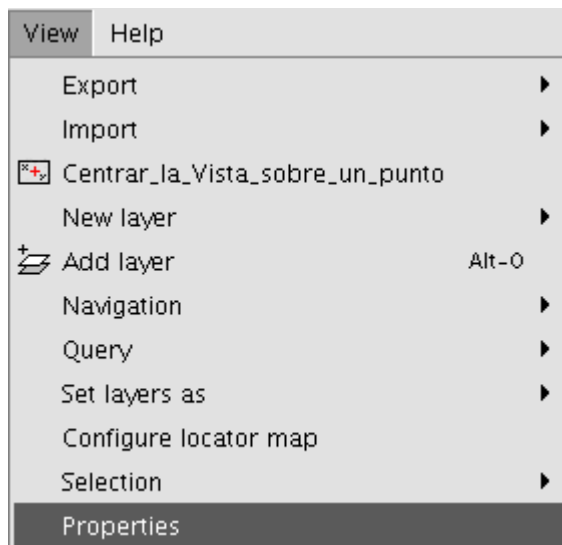 View Help
Export
Import
Centrar_la_Vista_sobre_un_punto
New layer
Add layer Alt-O
Navigation
Query
Set layers as
Configure locator map
Selection
Properties